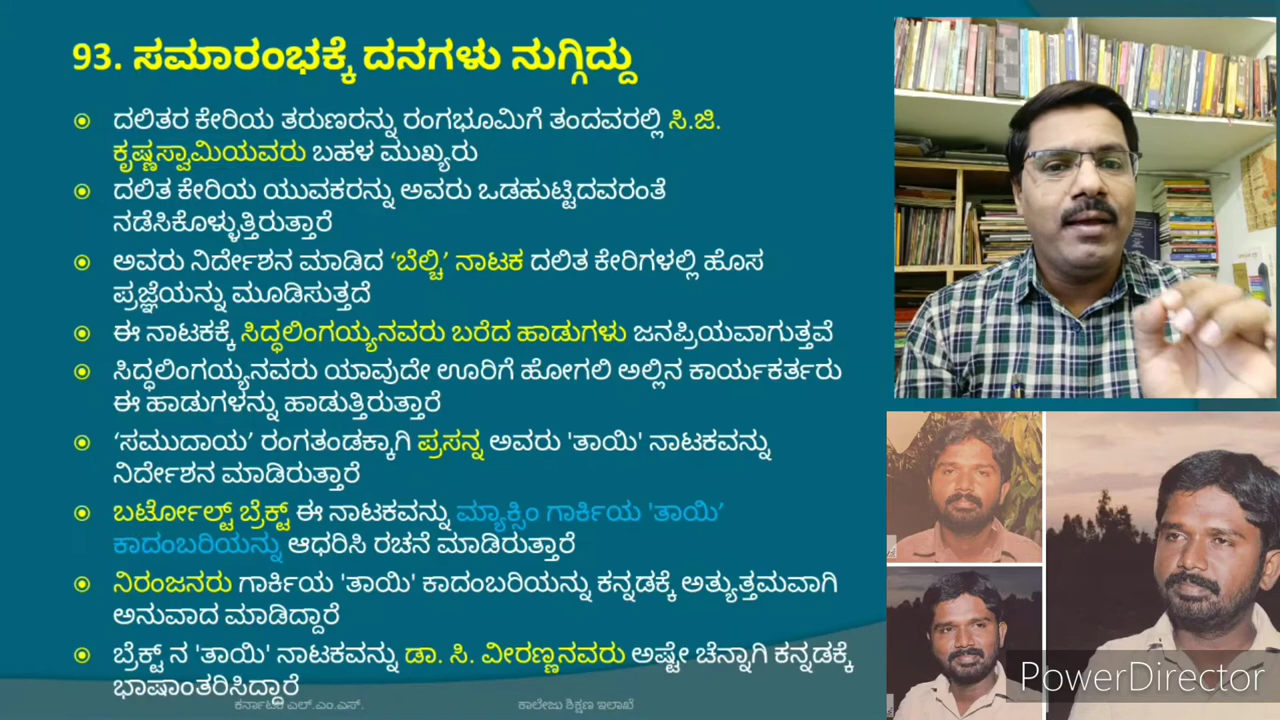 93. ಸಮಾರಂಭಕ್ಕೆ ದನಗಳು ನುಗ್ಗಿದ್ದು
ದಲಿತರ ಕೇರಿಯ ತರುಣರನ್ನು ರಂಗಭೂಮಿಗೆ ತಂದವರಲ್ಲಿ ಸಿ.ಜಿ.
ಕೃಷ್ಣಸ್ವಾಮಿಯವರು ಬಹಳ ಮುಖ್ಯರು
ದಲಿತ ಕೇರಿಯ ಯುವಕರನ್ನು ಅವರು ಒಡಹುಟ್ಟಿದವರಂತೆ
ನಡೆಸಿಕೊಳ್ಳುತ್ತಿರುತ್ತಾರೆ
ಅವರು ನಿರ್ದೇಶನ ಮಾಡಿದ ‘ಬೆಲ್ಚಿ’ ನಾಟಕ ದಲಿತ ಕೇರಿಗಳಲ್ಲಿ ಹೊಸ
ಪ್ರಜ್ಞೆಯನ್ನು ಮೂಡಿಸುತ್ತದೆ
ಈ ನಾಟಕಕ್ಕೆ ಸಿದ್ಧಲಿಂಗಯ್ಯನವರು ಬರೆದ ಹಾಡುಗಳು ಜನಪ್ರಿಯವಾಗುತ್ತವೆ
ಸಿದ್ಧಲಿಂಗಯ್ಯನವರು ಯಾವುದೇ ಊರಿಗೆ ಹೋಗಲಿ ಅಲ್ಲಿನ ಕಾರ್ಯಕರ್ತರು
ಈ ಹಾಡುಗಳನ್ನು ಹಾಡುತ್ತಿರುತ್ತಾರೆ
‘ಸಮುದಾಯ’ ರಂಗತಂಡಕ್ಕಾಗಿ ಪ್ರಸನ್ನ ಅವರು 'ತಾಯಿ' ನಾಟಕವನ್ನು
ನಿರ್ದೇಶನ ಮಾಡಿರುತ್ತಾರೆ
ಬರ್ಟೋಲ್ಟ್ ಬ್ರೆಕ್ಟ್ ಈ ನಾಟಕವನ್ನು ಮ್ಯಾಕ್ಸಿಂ ಗಾರ್ಕಿಯ 'ತಾಯಿ’
ಕಾದಂಬರಿಯನ್ನು ಆಧರಿಸಿ ರಚನೆ ಮಾಡಿರುತ್ತಾರೆ
ನಿರಂಜನರು ಗಾರ್ಕಿಯ 'ತಾಯಿ' ಕಾದಂಬರಿಯನ್ನು ಕನ್ನಡಕ್ಕೆ ಅತ್ಯುತ್ತಮವಾಗಿ
ಅನುವಾದ ಮಾಡಿದ್ದಾರೆ
ಬ್ರೆಕ್ಟ್ ನ 'ತಾಯಿ' ನಾಟಕವನ್ನು ಡಾ. ಸಿ. ವೀರಣ್ಣನವರು ಅಷ್ಟೇ ಚೆನ್ನಾಗಿ ಕನ್ನಡಕ್ಕೆ
ಭಾಷಾಂತರಿಸಿದ್ದಾರೆ
ಕರ್ನಾಟಕ ಎಲ್.ಎಂ.ಎಸ್. ಕಾಲೇಜು ಶಿಕ್ಷಣ ಇಲಾಖೆ
PowerDirector